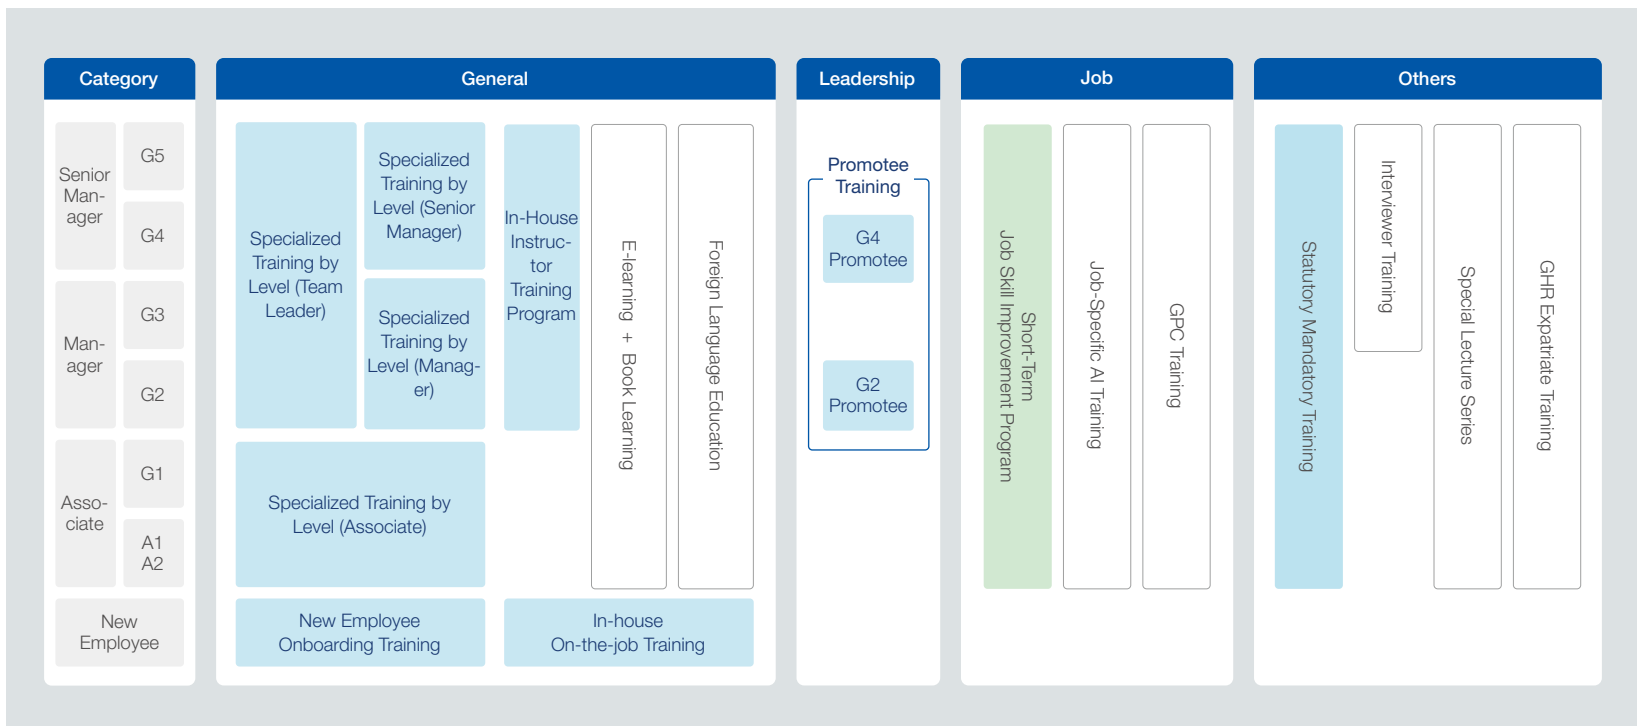 Category
Senior
Man-
ager
G5
G4
Man-
ager
G3
G2
Asso-
ciate
G1
A1
A2
New
Employee
General
Specialized
Training by
Level (Team
Leader)
Specialized
Training by
Level (Senior
Manager)
Specialized
Training by
Level (Manag-
er)
In-House
Instruc-
tor
Training
Program
E-learning + Book Learning
Foreign Language Education
Specialized Training by
Level (Associate)
New Employee
Onboarding Training
In-house
On-the-job Training
Leadership
Promotee
Training
G4
Promotee
G2
Promotee
Job
Short-Term
Job Skill Improvement Program
Job-Specific AI Training
GPC Training
Others
Statutory Mandatory Training
Interviewer Training
Special Lecture Series
GHR Expatriate Training